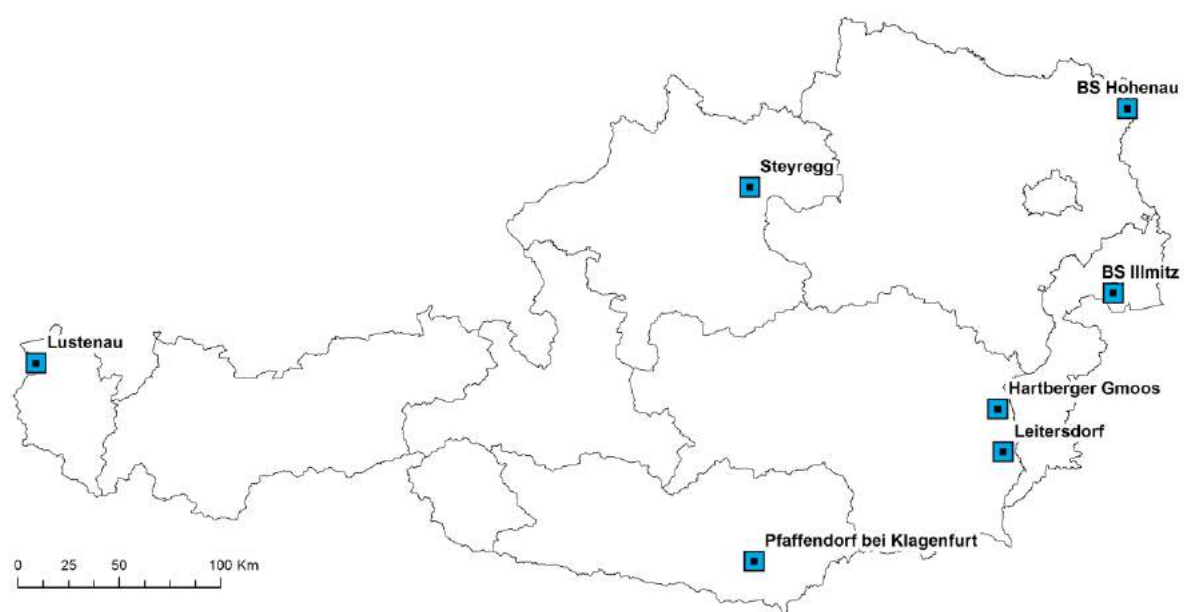 BS Hohenau
Steyregg
BS Illmitz
Lustenau
Hartberger Gmoos
Leitersdorf
Pfaffendorf bei Klagenfurt
0 25 50 100 Km